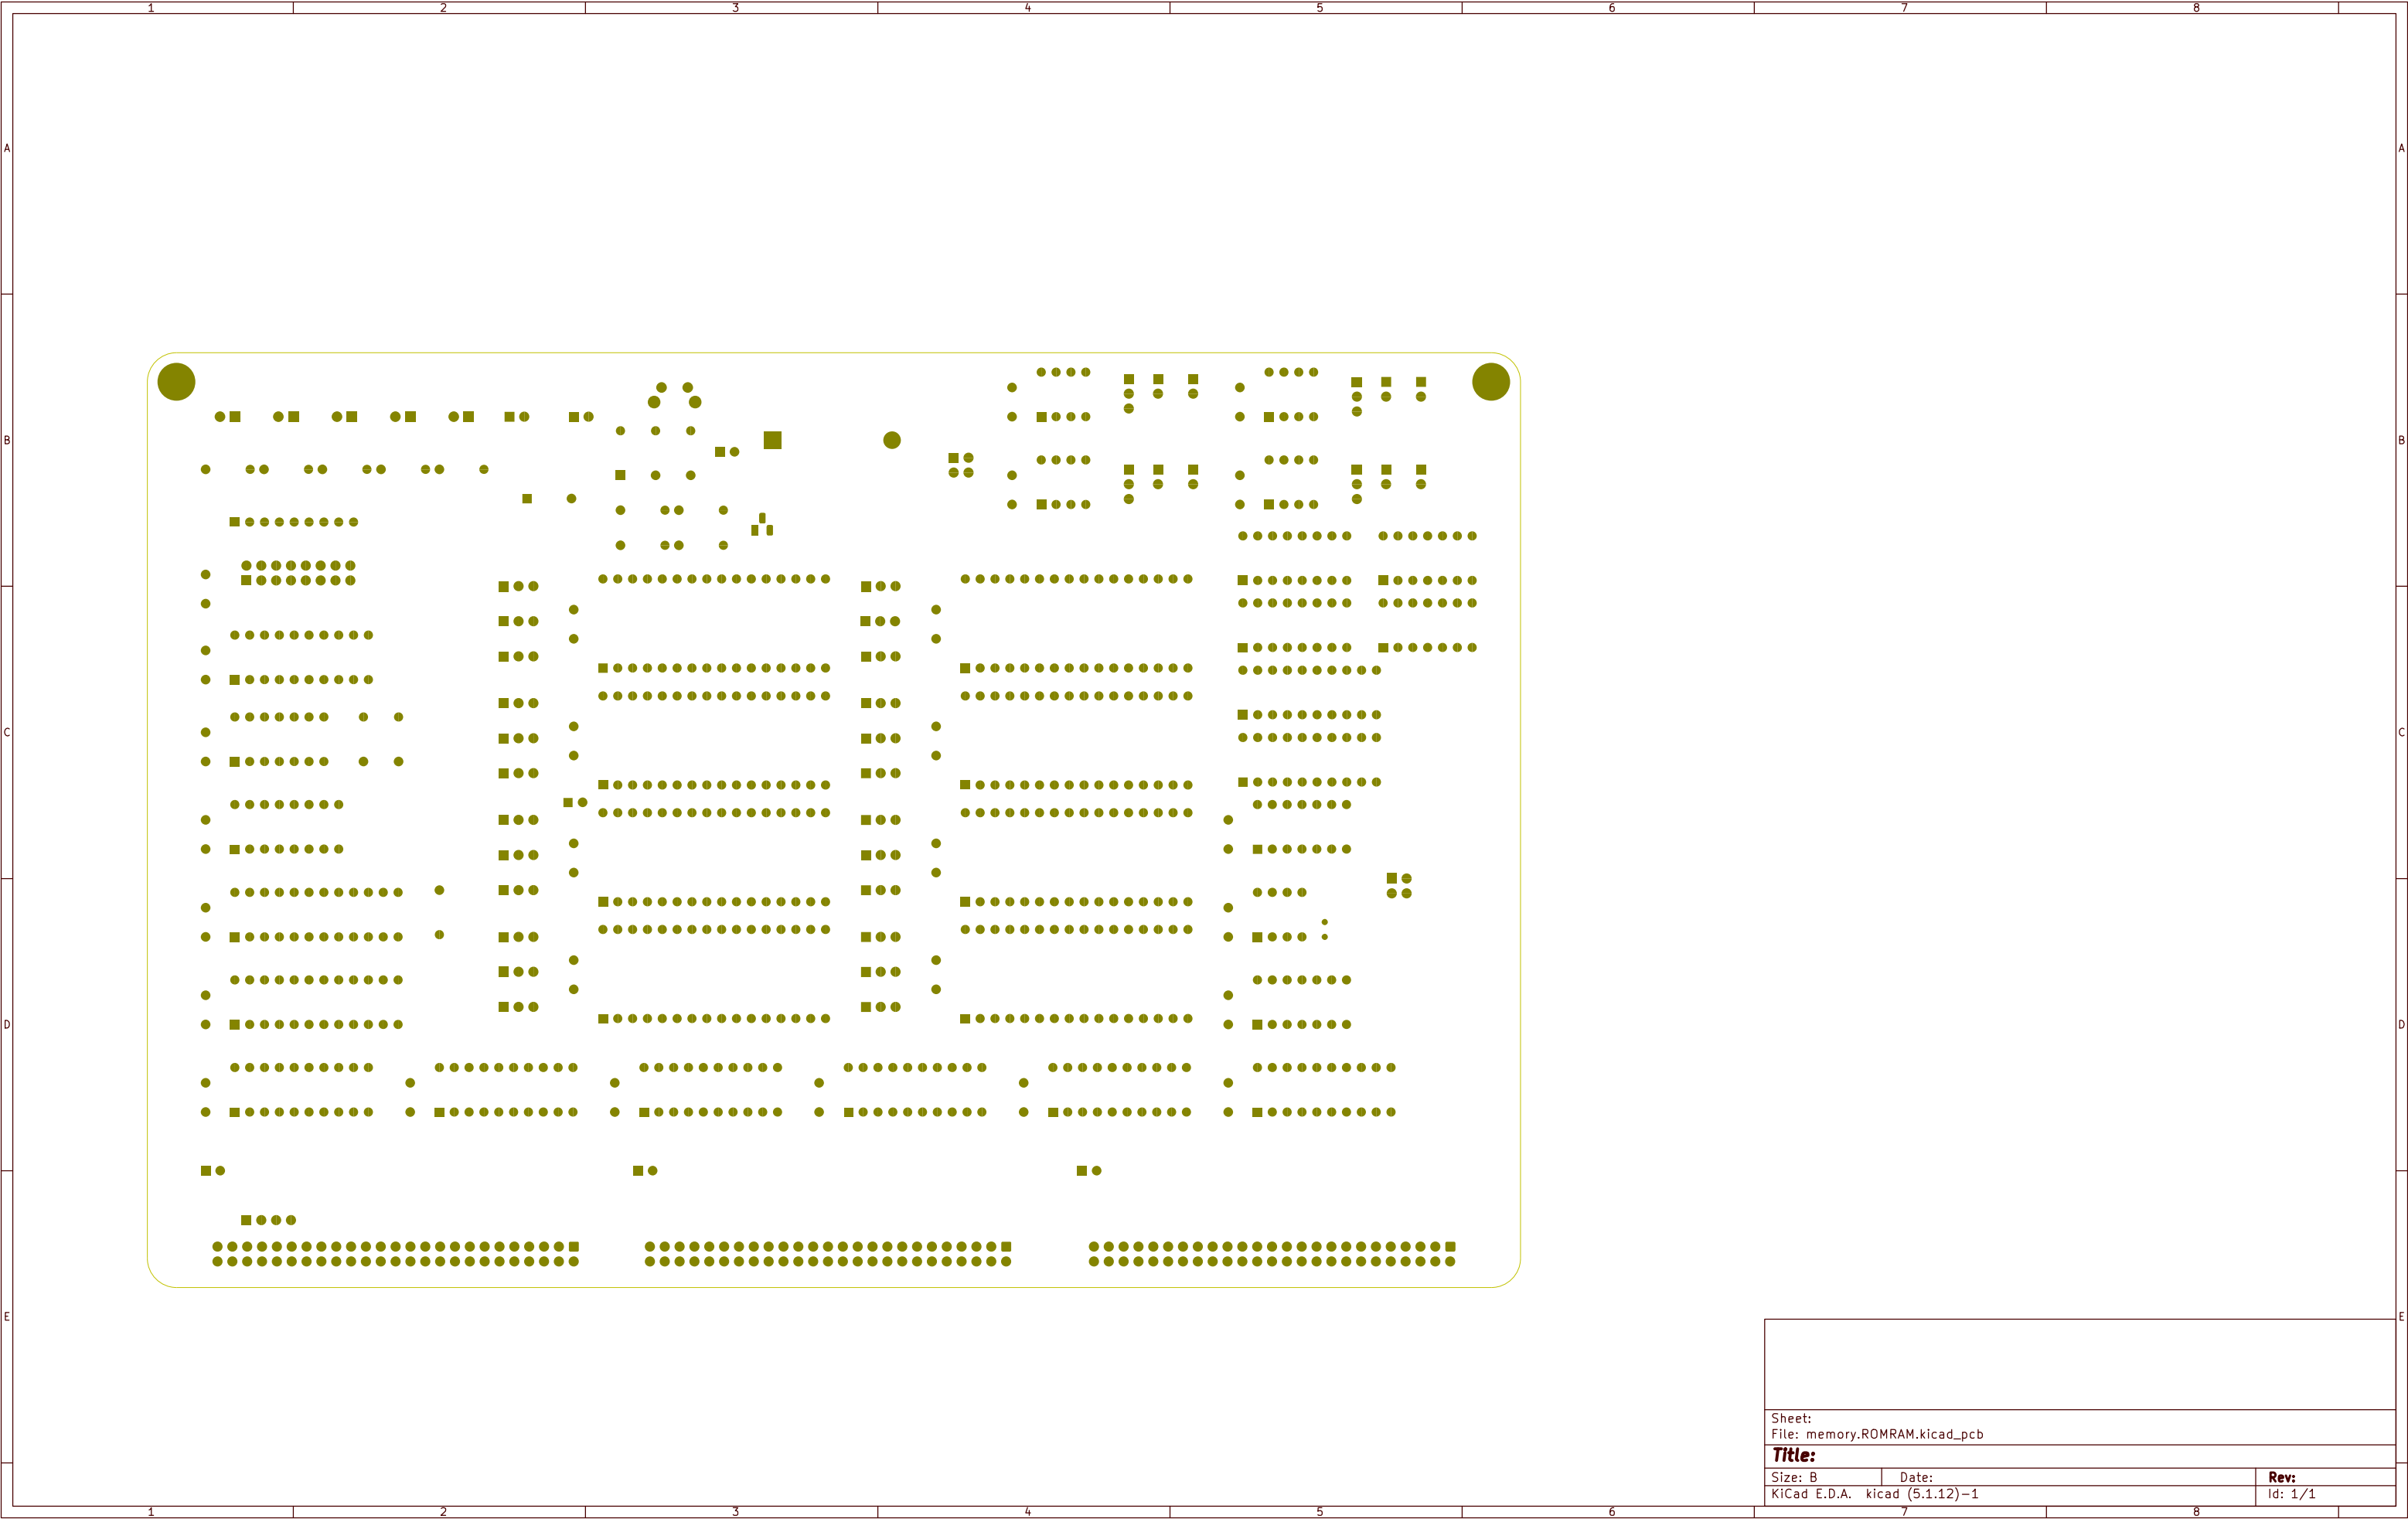 1 2 3 4 5 6 7 8
A A
B B
C C
D D
E E
Sheet:
File: memory.ROMRAM.kicad_pcb
Title:
Size: B Date: Rev:
KiCad E.D.A. kicad (5.1.12)-1 Id: 1/1
1 2 3 4 5 6 7 8